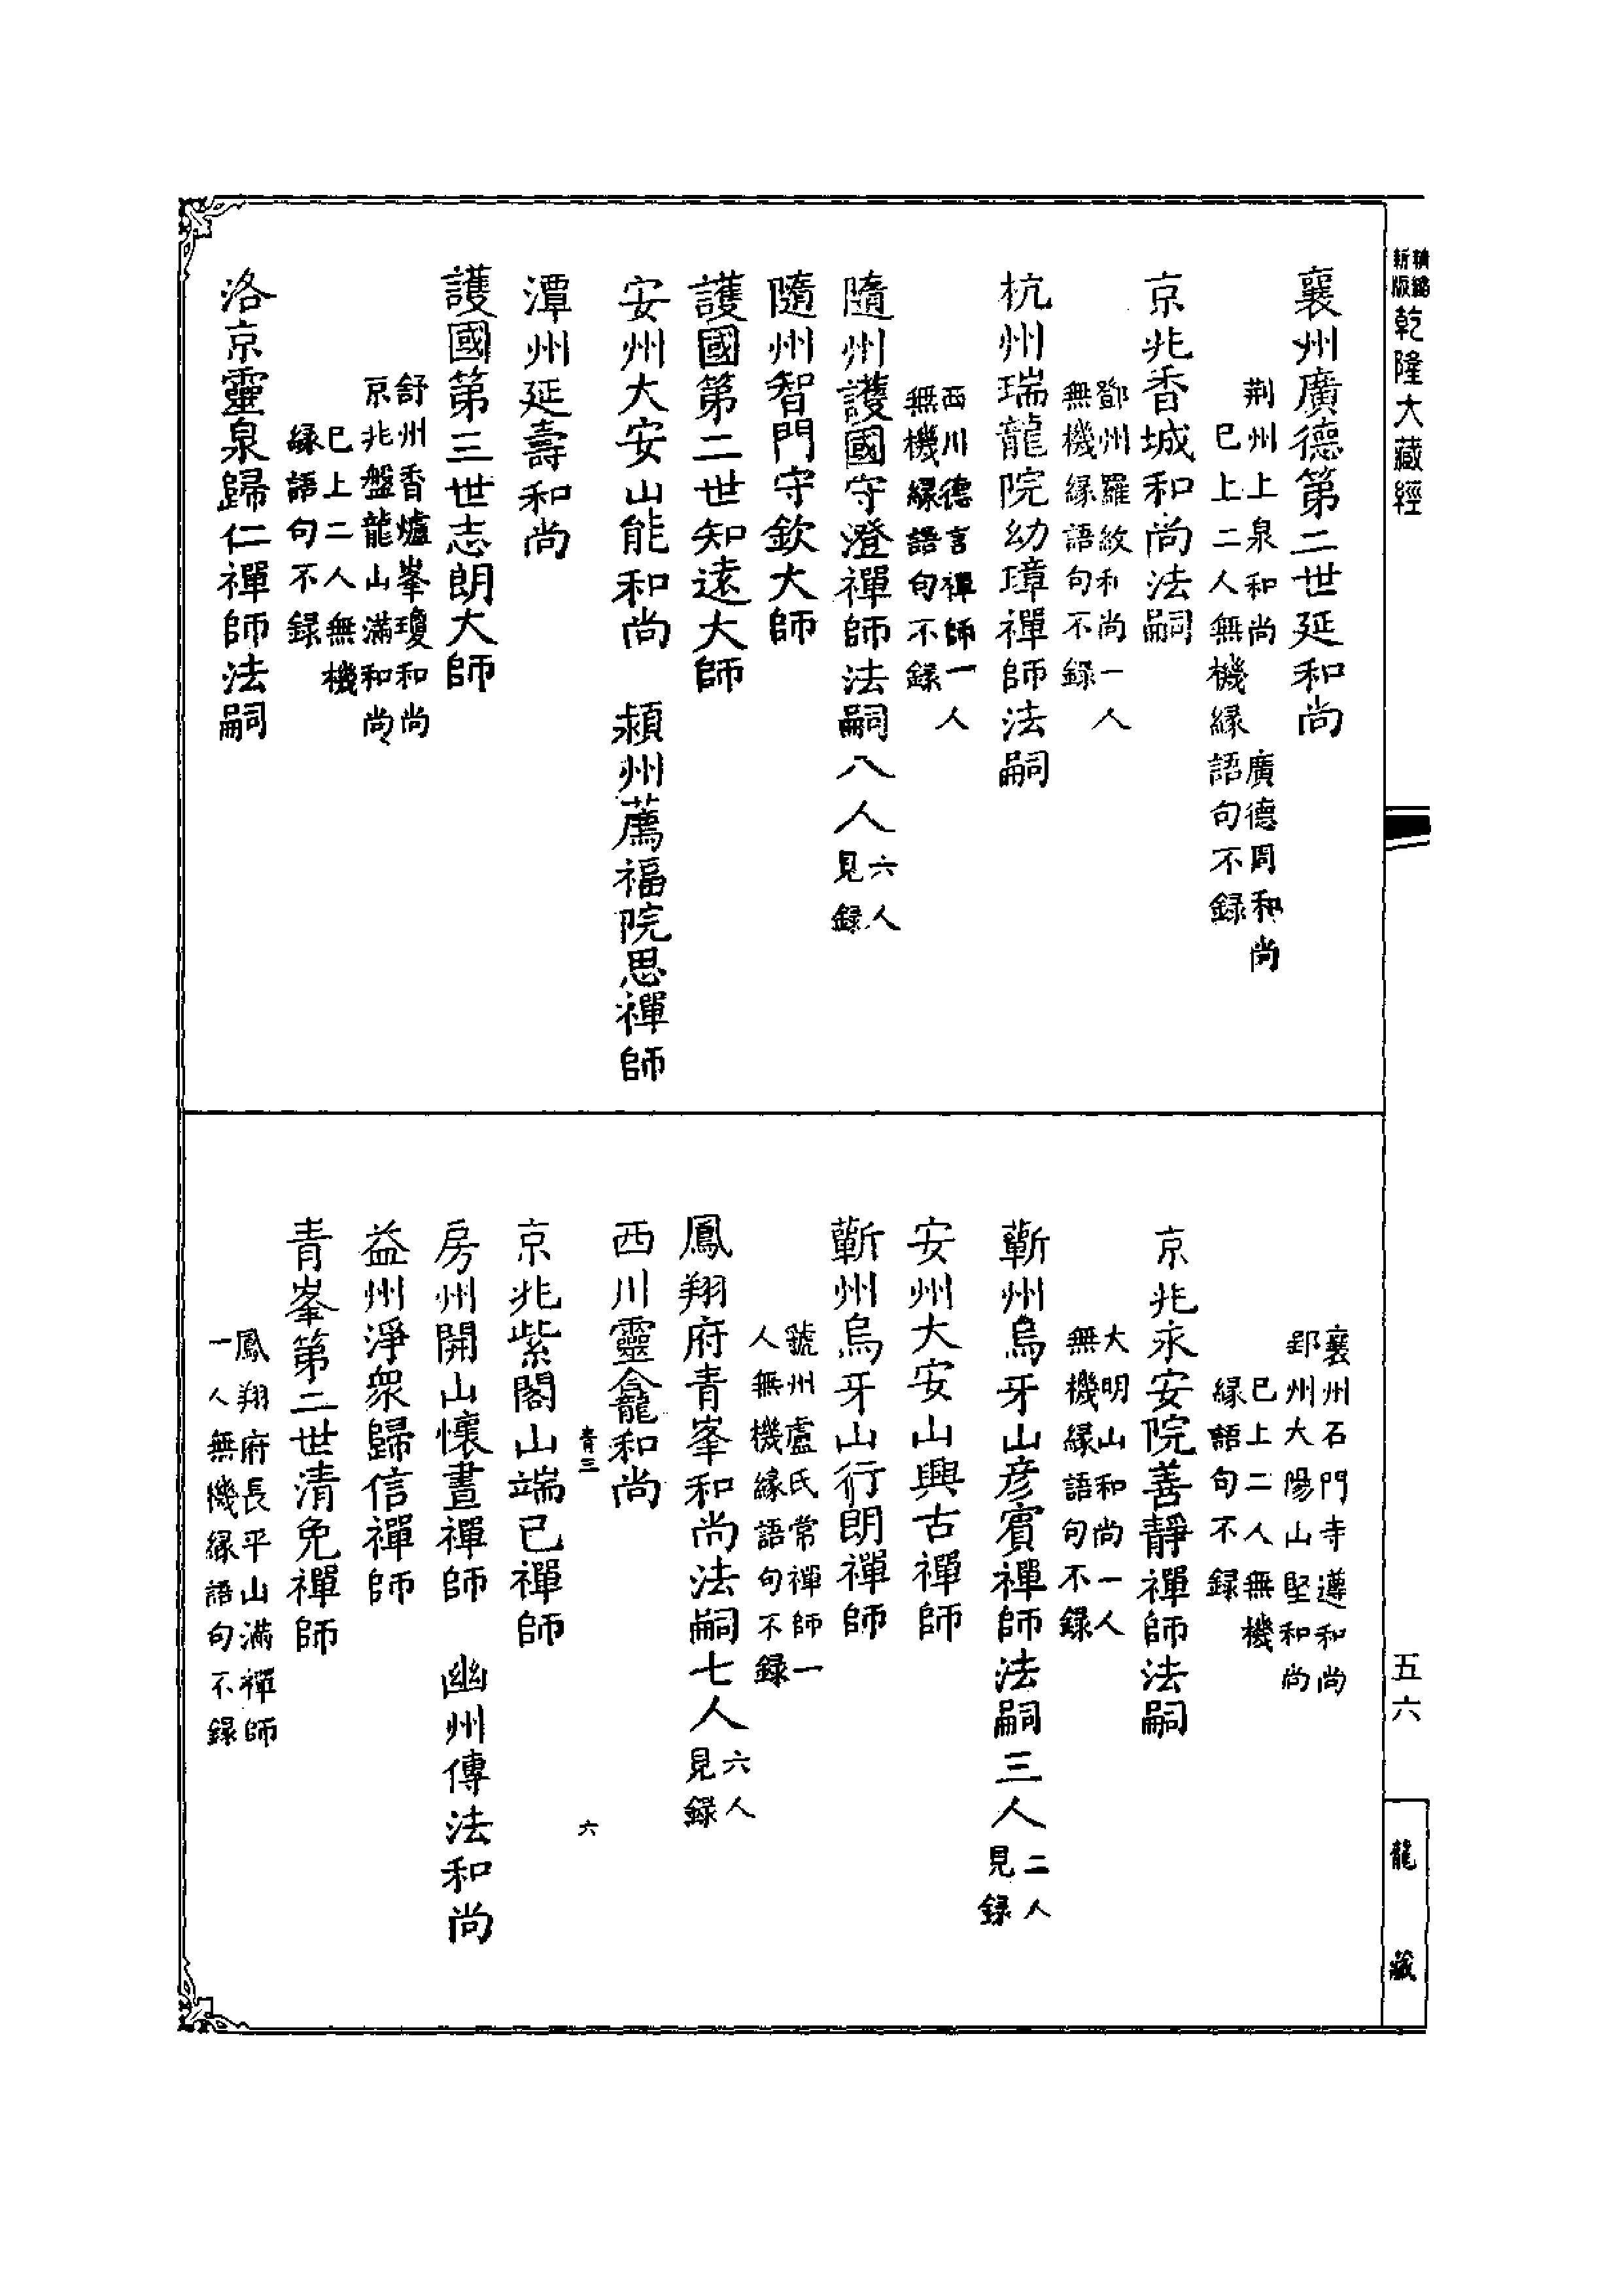 精縮新版乾隆大藏經
襄州廣德第二世延和尚
荆州上泉和尚 廣德周和尚
巳上二人無機緣語句不錄
京兆香城和尚法嗣
鄧州羅紋和尚一人
無機緣語句不錄
杭州瑞龍院幼璋禪師法嗣
西川德言禪師一人
無機緣語句不錄
隨州護國守澄禪師法嗣八人六人見錄
隨州智門守欽大師
護國第二世知遠大師
安州大安山能和尚 潁州薦福院思禪師
潭州延壽和尚
護國第三世志朗大師
舒州香爐峯瓊和尚
京兆盤龍山滿和尚
巳上二人無機
緣語句不錄
洛京靈泉歸仁禪師法嗣
襄州石門寺遵和尚
郢州大陽山堅和尚
巳上二人無機
緣語句不錄
京兆永安院善靜禪師法嗣
大明山和尚一人
無機緣語句不錄
蘄州烏牙山彥賓禪師法嗣三人二人見錄
安州大安山興古禪師
蘄州烏牙山行朗禪師
虢州盧氏常禪師一
人無機緣語句不錄
鳳翔府青峯和尚法嗣七人六人見錄
西川靈龕和尚
青三 六
京兆紫閣山端己禪師
房州開山懷晝禪師 幽州傳法和尚
益州淨衆歸信禪師
青峯第二世清免禪師
鳳翔府長平山滿禪師
一人無機緣語句不錄
五六
龍藏